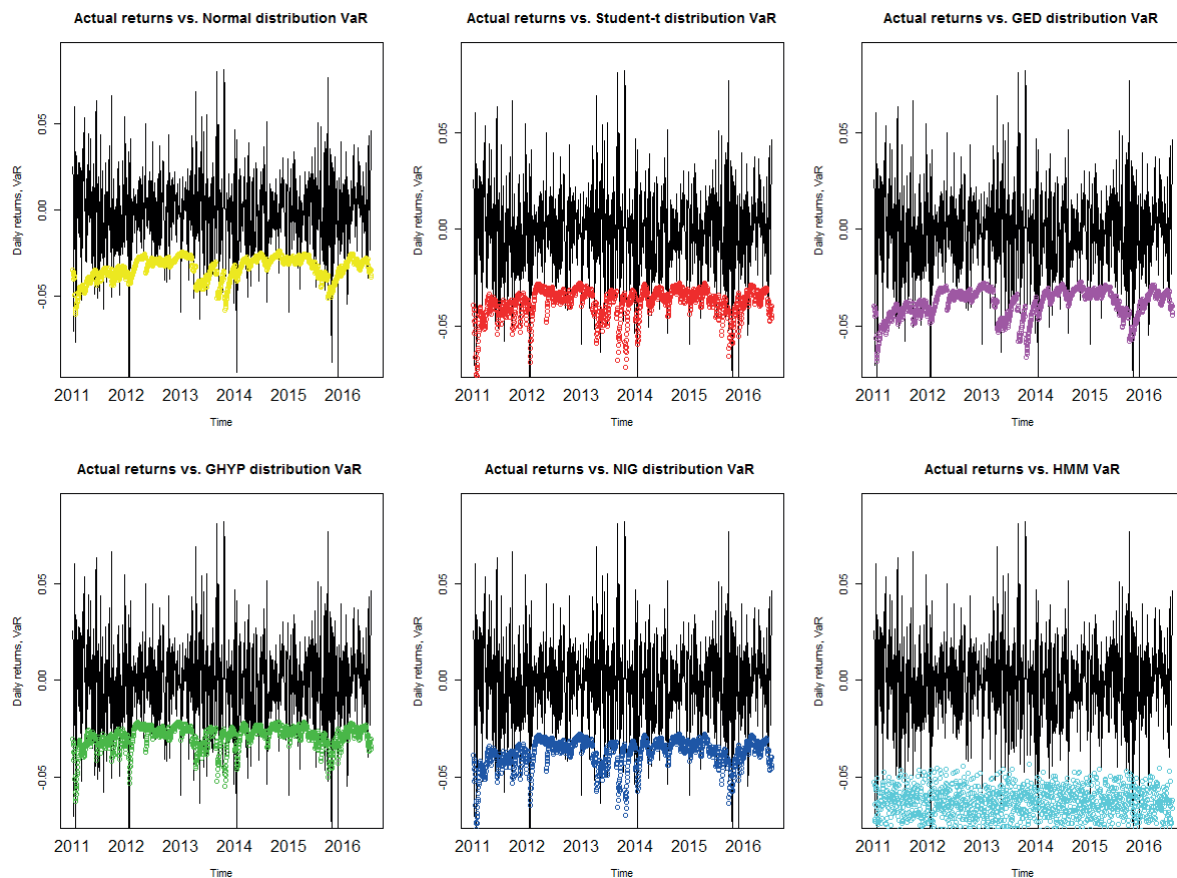 Actual returns vs. Normal distribution VaR
Daily returns, VaR
0.05
0.00
-0.05
2011 2012 2013 2014 2015 2016
Time
Actual returns vs. Student-t distribution VaR
Daily returns, VaR
0.05
0.00
-0.05
2011 2012 2013 2014 2015 2016
Time
Actual returns vs. GED distribution VaR
Daily returns, VaR
0.05
0.00
-0.05
2011 2012 2013 2014 2015 2016
Time
Actual returns vs. GHYP distribution VaR
Daily returns, VaR
0.05
0.00
-0.05
2011 2012 2013 2014 2015 2016
Time
Actual returns vs. NIG distribution VaR
Daily returns, VaR
0.05
0.00
-0.05
2011 2012 2013 2014 2015 2016
Time
Actual returns vs. HMM VaR
Daily returns, VaR
0.05
0.00
-0.05
2011 2012 2013 2014 2015 2016
Time